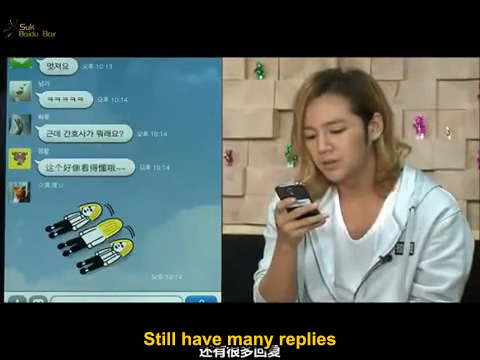 Suk
Baidu Bar
멋져요
오후 10:13
ㅋㅋㅋㅋㅋ
오후 10:14
근데 간호사가 뭐래요?
오후 10:14
这个好像看得懂哦~~
오후 10:14
오후 10:14
Still have many replies
还有很多回复